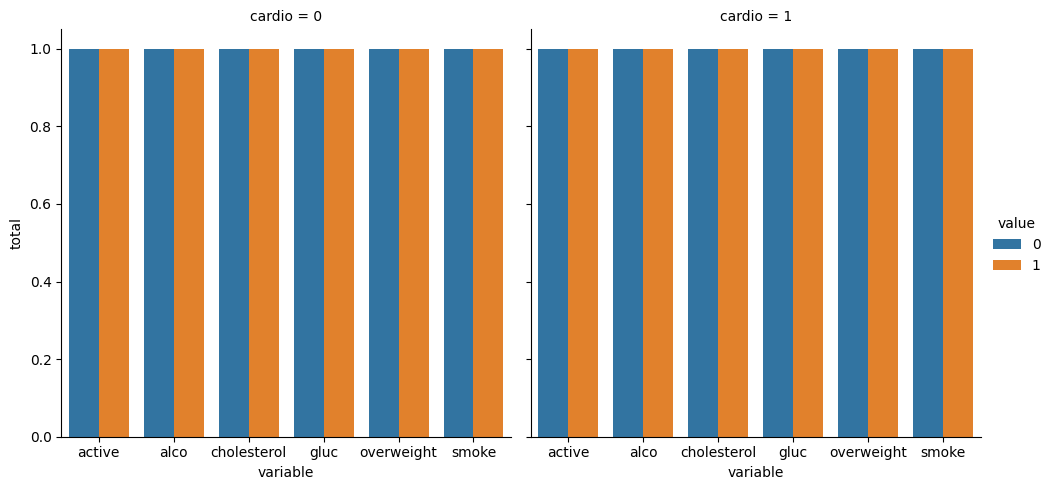 cardio = 0
cardio = 1
total
1.0
0.8
0.6
0.4
0.2
0.0
active alco cholesterol gluc overweight smoke
variable
active alco cholesterol gluc overweight smoke
variable
value
0
1